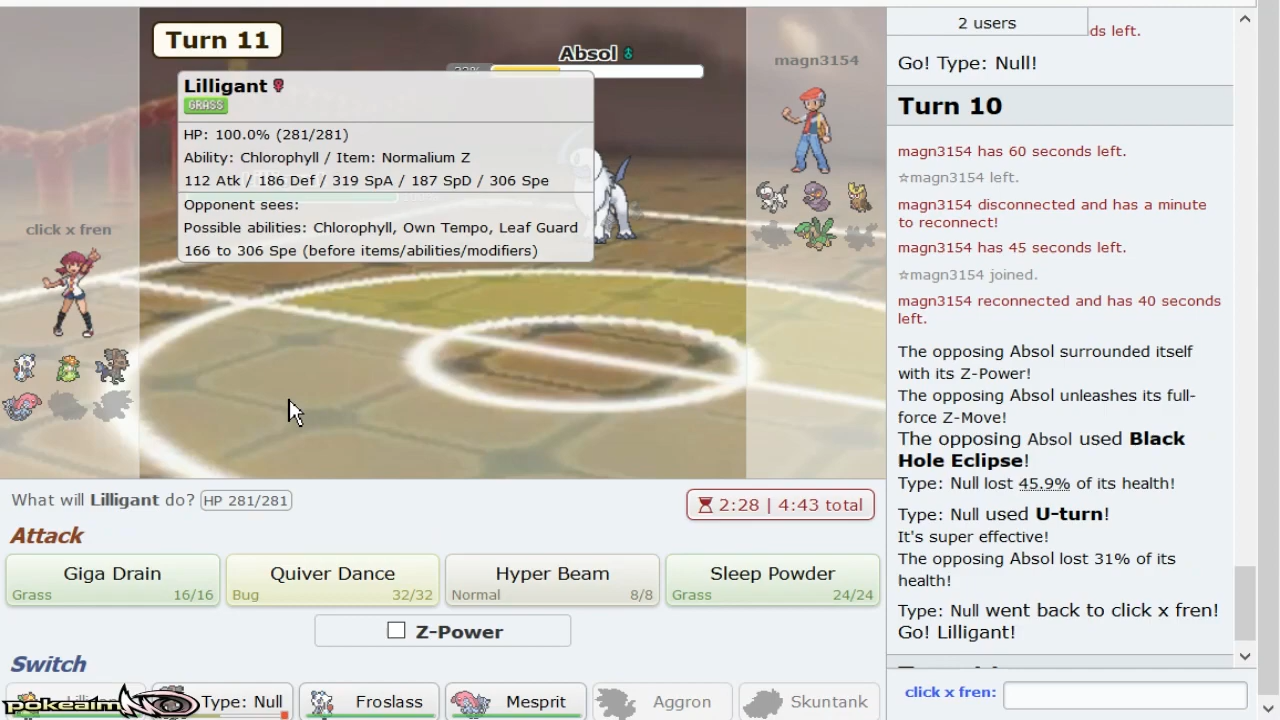 Turn 11
Absol
Lilligant
GRASS
HP: 100.0% (281/281)
Ability: Chlorophyll / Item: Normalium Z
112 Atk / 186 Def / 319 SpA / 187 SpD / 306 Spe
Opponent sees:
Possible abilities: Chlorophyll, Own Tempo, Leaf Guard
166 to 306 Spe (before items/abilities/modifiers)
magn3154
click x fren
What will Lilligant do? HP 281/281
2:28 | 4:43 total
Attack
Giga Drain
Grass 16/16
Quiver Dance
Bug 32/32
Hyper Beam
Normal 8/8
Sleep Powder
Grass 24/24
Z-Power
Switch
Type: Null
Froslass
Mesprit
Aggron
Skuntank
pokeaim
2 users
ds left.
Go! Type: Null!
Turn 10
magn3154 has 60 seconds left.
☆magn3154 left.
magn3154 disconnected and has a minute
to reconnect!
magn3154 has 45 seconds left.
☆magn3154 joined.
magn3154 reconnected and has 40 seconds
left.
The opposing Absol surrounded itself
with its Z-Power!
The opposing Absol unleashes its full-
force Z-Move!
The opposing Absol used Black
Hole Eclipse!
Type: Null lost 45.9% of its health!
Type: Null used U-turn!
It's super effective!
The opposing Absol lost 31% of its
health!
Type: Null went back to click x fren!
Go! Lilligant!
click x fren: